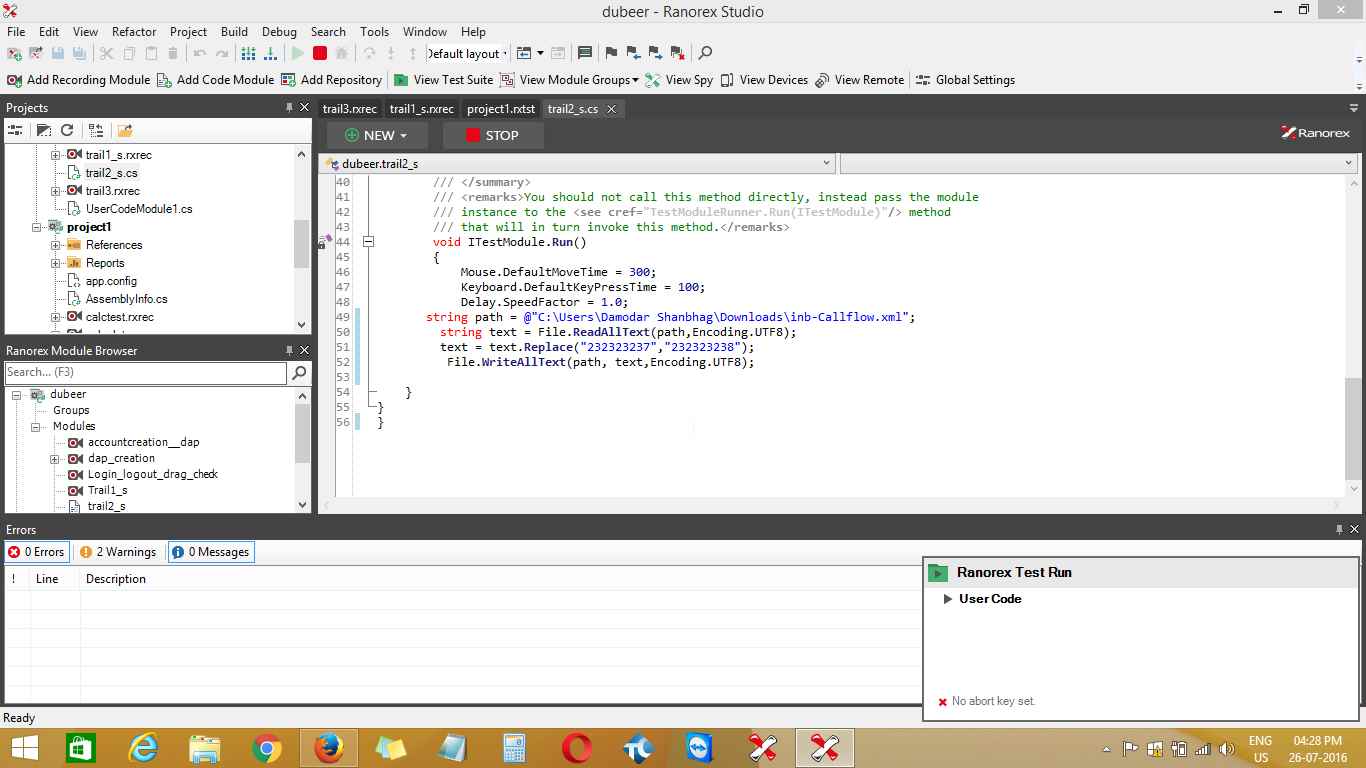 dubeer - Ranorex Studio
File Edit View Refactor Project Build Debug Search Tools Window Help
Default layout
Add Recording Module Add Code Module Add Repository View Test Suite View Module Groups View Spy View Devices View Remote Global Settings
Projects
trail3.rxrec trail1_s.rxrec project1.rxtst trail2_s.cs
NEW STOP Ranorex
dubeer.trail2_s
trail1_s.rxrec
trail2_s.cs
trail3.rxrec
UserCodeModule1.cs
project1
References
Reports
app.config
AssemblyInfo.cs
calctest.rxrec
40 /// </summary>
41 /// <remarks>You should not call this method directly, instead pass the module
42 /// instance to the <see cref="TestModuleRunner.Run(ITestModule)"/> method
43 /// that will in turn invoke this method.</remarks>
44 void ITestModule.Run()
45 {
46 Mouse.DefaultMoveTime = 300;
47 Keyboard.DefaultKeyPressTime = 100;
48 Delay.SpeedFactor = 1.0;
49 string path = @"C:\Users\Damodar Shanbhag\Downloads\inb-Callflow.xml";
50 string text = File.ReadAllText(path,Encoding.UTF8);
51 text = text.Replace("232323237","232323238");
52 File.WriteAllText(path, text,Encoding.UTF8);
53
54 }
55 }
56 }
Ranorex Module Browser
Search... (F3)
dubeer
Groups
Modules
accountcreation__dap
dap_creation
Login_logout_drag_check
Trail1_s
trail2_s
Errors
0 Errors 2 Warnings 0 Messages
! Line Description
Ranorex Test Run
User Code
No abort key set.
Ready
ENG 04:28 PM
US 26-07-2016